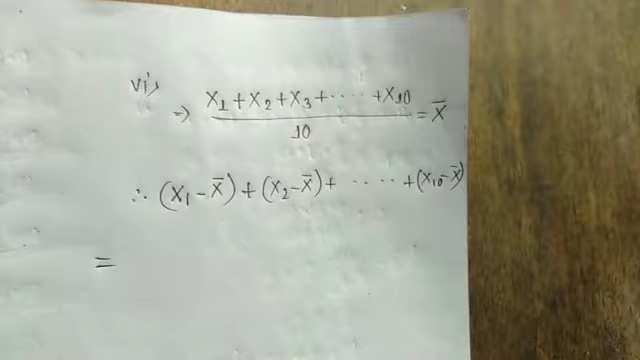 vi>
⇒ (x₁+x₂+x₃+·····+x₁₀)/10 = x̄
∴ (x₁-x̄)+(x₂-x̄)+ ····· +(x₁₀-x̄)
=